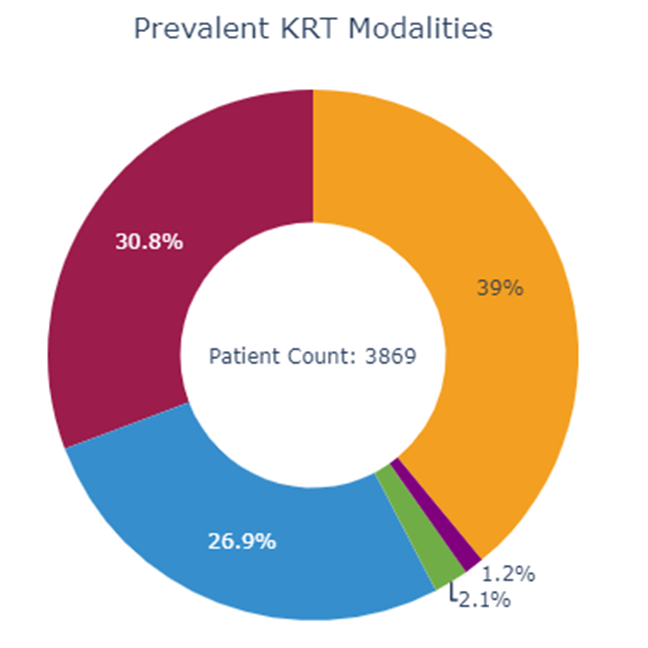 Prevalent KRT Modalities
30.8%
39%
Patient Count: 3869
26.9%
1.2%
2.1%